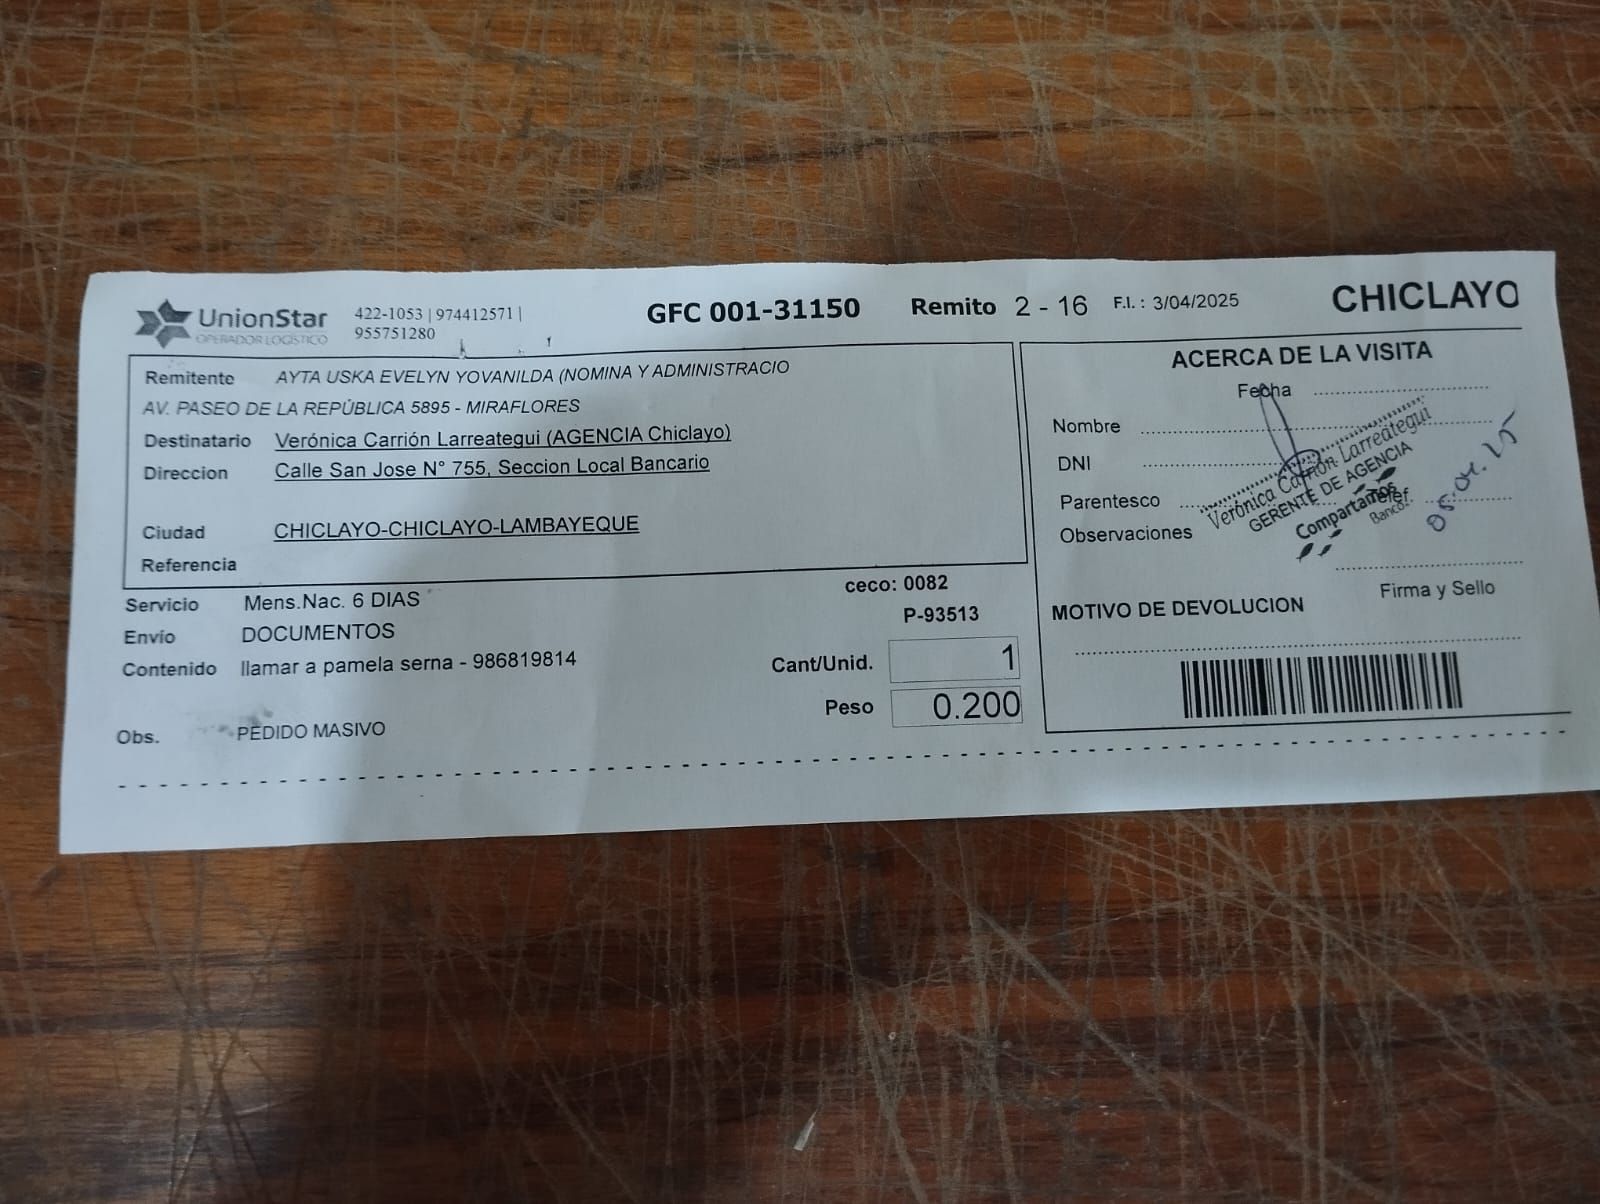 UnionStar
OPERADOR LOGÍSTICO
422-1053 | 974412571 |
955751280
GFC 001-31150
Remito 2 - 16
F.I. : 3/04/2025
CHICLAYO
Remitente AYTA USKA EVELYN YOVANILDA (NOMINA Y ADMINISTRACIO
AV. PASEO DE LA REPÚBLICA 5895 - MIRAFLORES
Destinatario Verónica Carrión Larreategui (AGENCIA Chiclayo)
Direccion Calle San Jose N° 755, Seccion Local Bancario
Ciudad CHICLAYO-CHICLAYO-LAMBAYEQUE
Referencia
Servicio Mens.Nac. 6 DIAS
ceco: 0082
Envío DOCUMENTOS
P-93513
Contenido llamar a pamela serna - 986819814
Cant/Unid. 1
Peso 0.200
Obs. PEDIDO MASIVO
ACERCA DE LA VISITA
Fecha
Nombre
DNI
Parentesco
Telef.
Observaciones
Verónica Carrión Larreategui
GERENTE DE AGENCIA
Compartamos
Banco
05.04.25
Firma y Sello
MOTIVO DE DEVOLUCION